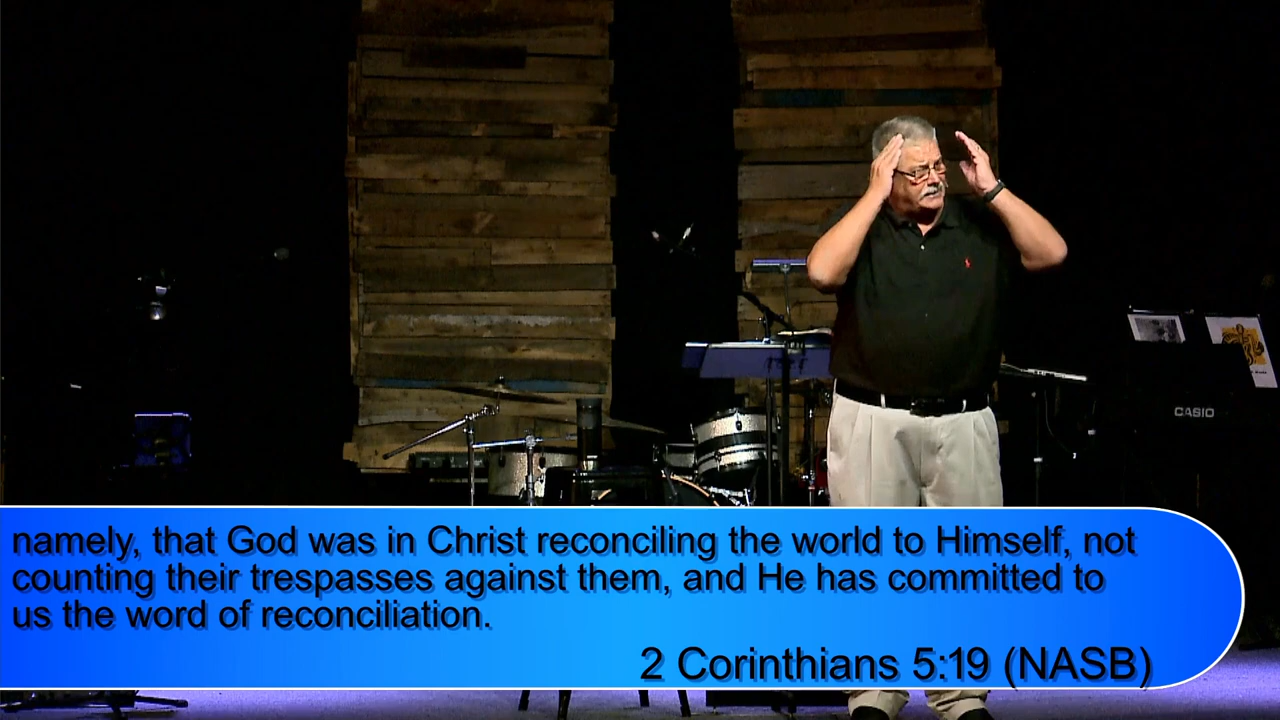 CASIO
namely, that God was in Christ reconciling the world to Himself, not
counting their trespasses against them, and He has committed to
us the word of reconciliation.
2 Corinthians 5:19 (NASB)